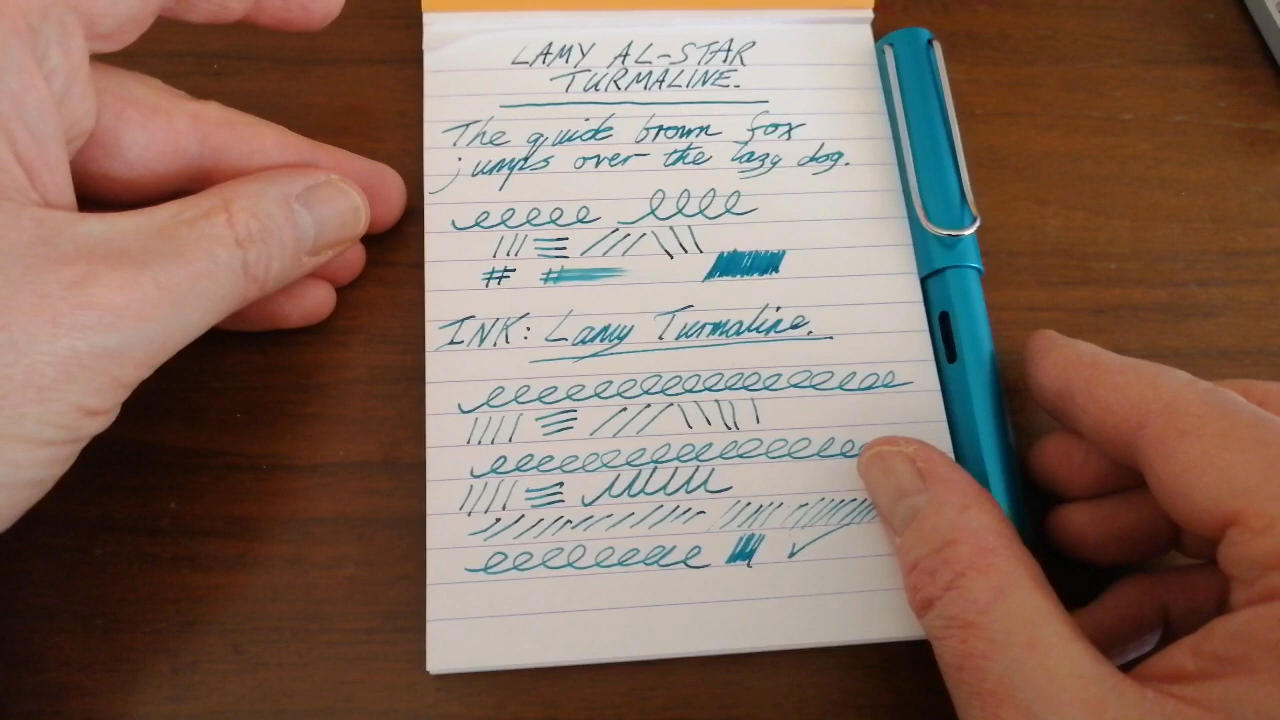 LAMY AL-STAR
TURMALINE.
The quick brown fox
jumps over the lazy dog.
INK: Lamy Turmaline.